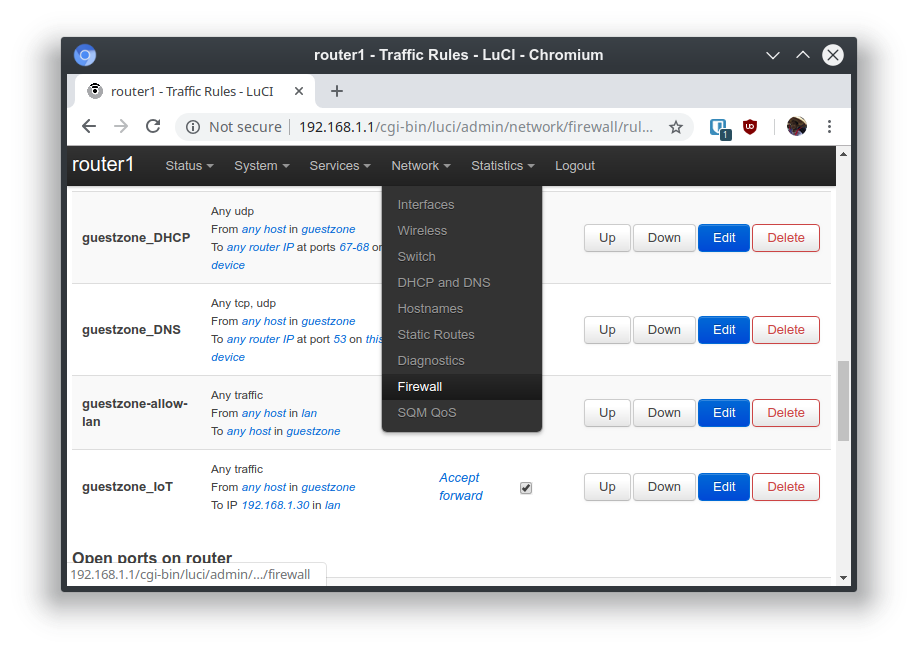 router1 - Traffic Rules - LuCI - Chromium
router1 - Traffic Rules - LuCI
Not secure
192.168.1.1/cgi-bin/luci/admin/network/firewall/rul...
1
router1
Status
System
Services
Network
Statistics
Logout
Interfaces
Wireless
Switch
DHCP and DNS
Hostnames
Static Routes
Diagnostics
Firewall
SQM QoS
guestzone_DHCP
Any udp
From any host in guestzone
To any router IP at ports 67-68 on
device
Up
Down
Edit
Delete
guestzone_DNS
Any tcp, udp
From any host in guestzone
To any router IP at port 53 on this
device
Up
Down
Edit
Delete
guestzone-allow-
lan
Any traffic
From any host in lan
To any host in guestzone
Up
Down
Edit
Delete
guestzone_IoT
Any traffic
From any host in guestzone
To IP 192.168.1.30 in lan
Accept
forward
Up
Down
Edit
Delete
Open ports on router
192.168.1.1/cgi-bin/luci/admin/.../firewall